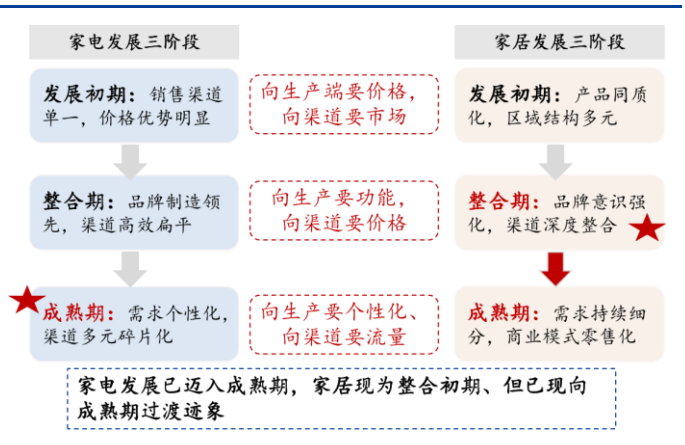 家电发展三阶段
家居发展三阶段
发展初期：销售渠道
单一，价格优势明显
向生产端要价格，
向渠道要市场
发展初期：产品同质
化，区域结构多元
整合期：品牌制造领
先，渠道高效扁平
向生产要功能，
向渠道要价格
整合期：品牌意识强
化，渠道深度整合
成熟期：需求个性化，
渠道多元碎片化
向生产要个性化、
向渠道要流量
成熟期：需求持续细
分，商业模式零售化
家电发展已迈入成熟期，家居现为整合初期、但已现向
成熟期过渡迹象